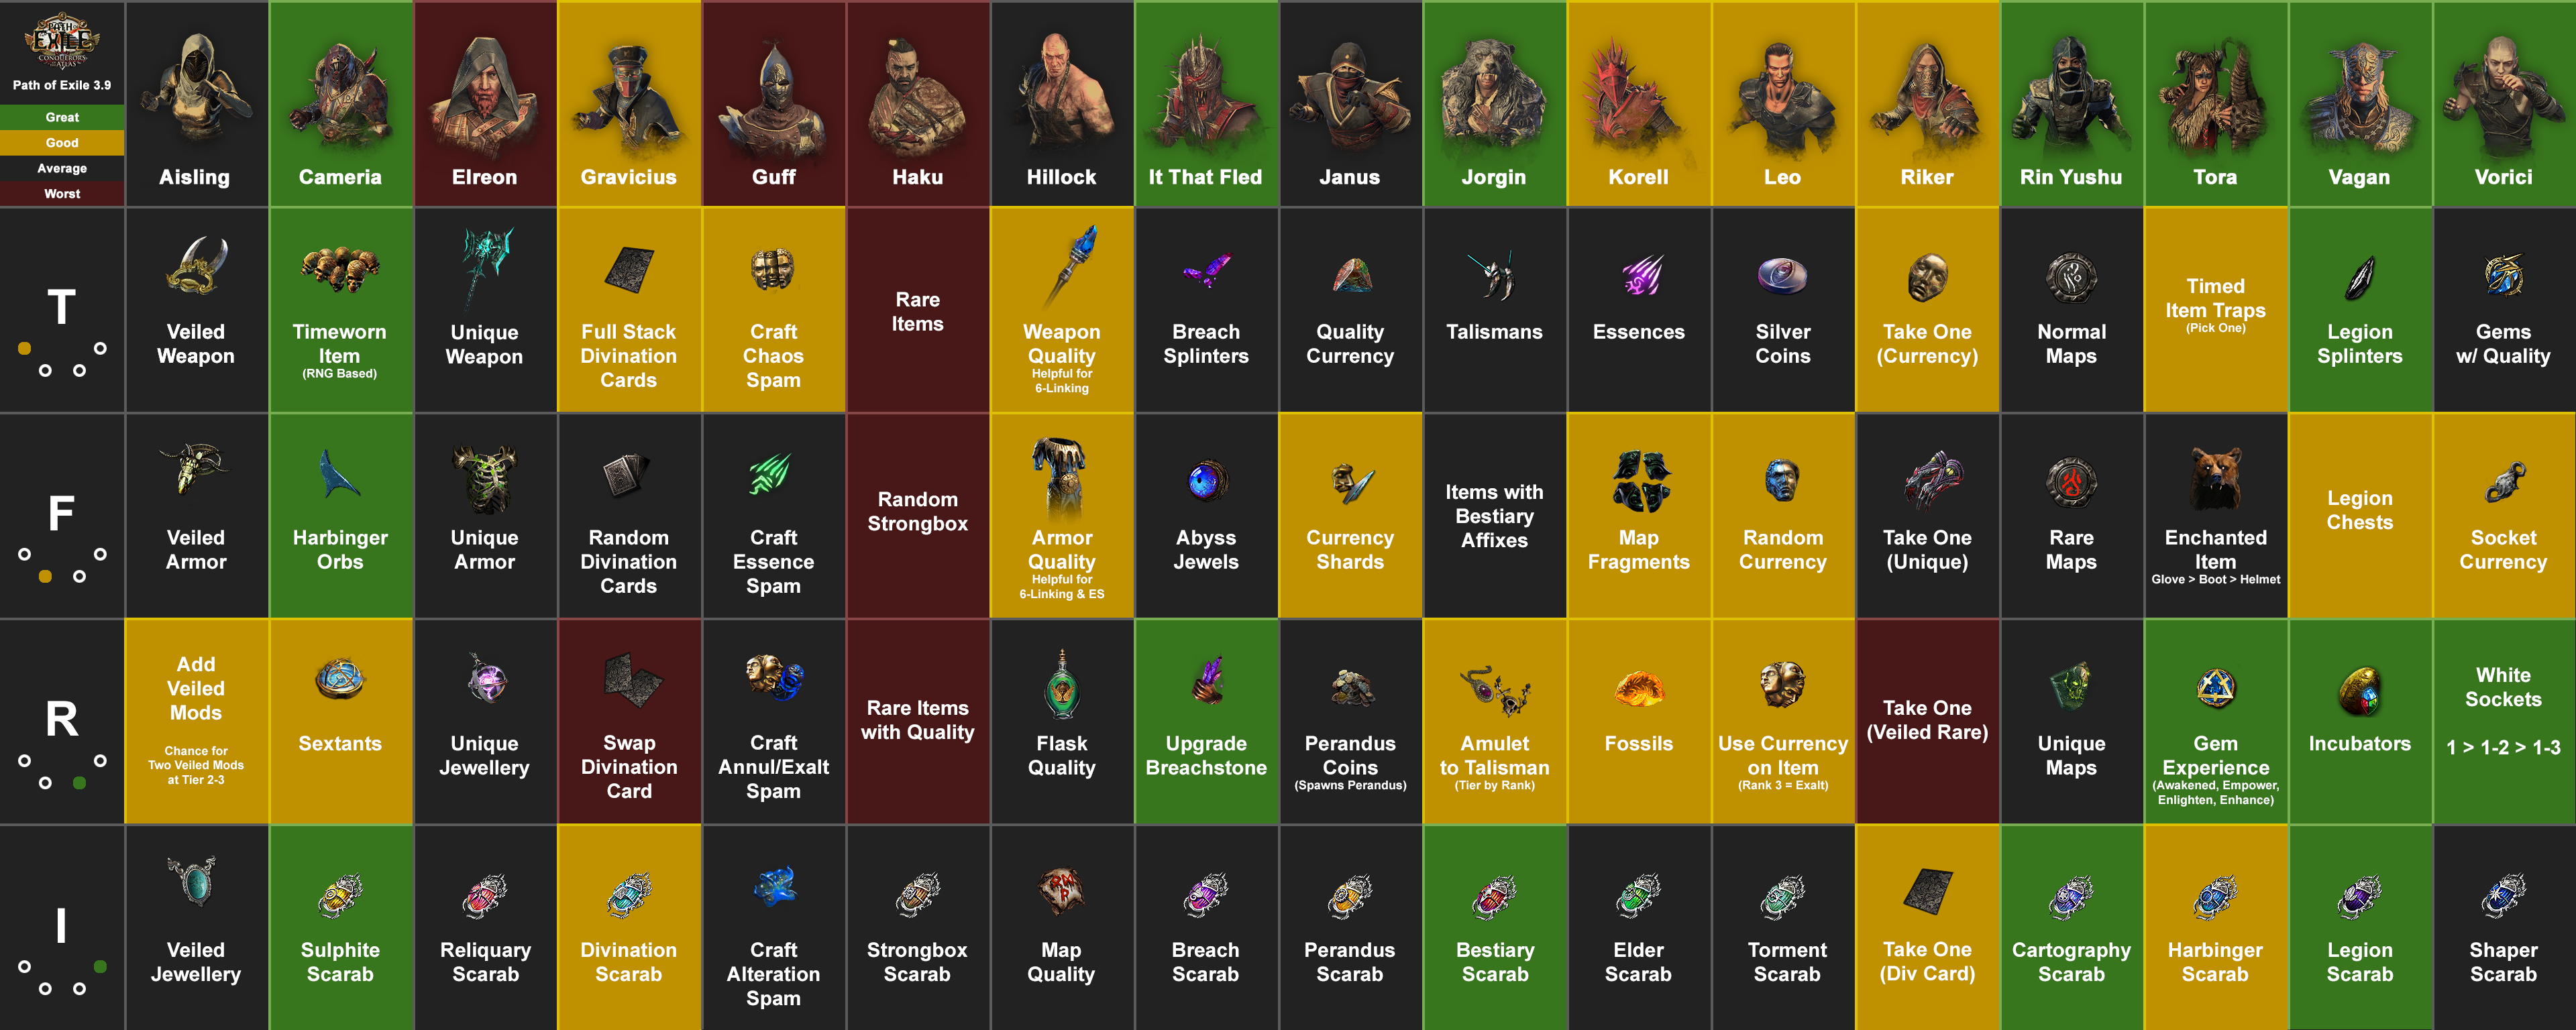 PATH OF
EXILE
CONQUERORS
OF THE
ATLAS
Path of Exile 3.9
Great
Good
Average
Worst
Aisling
Cameria
Elreon
Gravicius
Guff
Haku
Hillock
It That Fled
Janus
Jorgin
Korell
Leo
Riker
Rin Yushu
Tora
Vagan
Vorici
T
Veiled
Weapon
Timeworn
Item
(RNG Based)
Unique
Weapon
Full Stack
Divination
Cards
Craft
Chaos
Spam
Rare
Items
Weapon
Quality
Helpful for
6-Linking
Breach
Splinters
Quality
Currency
Talismans
Essences
Silver
Coins
Take One
(Currency)
Normal
Maps
Timed
Item Traps
(Pick One)
Legion
Splinters
Gems
w/ Quality
F
Veiled
Armor
Harbinger
Orbs
Unique
Armor
Random
Divination
Cards
Craft
Essence
Spam
Random
Strongbox
Armor
Quality
Helpful for
6-Linking & ES
Abyss
Jewels
Currency
Shards
Items with
Bestiary
Affixes
Map
Fragments
Random
Currency
Take One
(Unique)
Rare
Maps
Enchanted
Item
Glove > Boot > Helmet
Legion
Chests
Socket
Currency
R
Add
Veiled
Mods
Chance for
Two Veiled Mods
at Tier 2-3
Sextants
Unique
Jewellery
Swap
Divination
Card
Craft
Annul/Exalt
Spam
Rare Items
with Quality
Flask
Quality
Upgrade
Breachstone
Perandus
Coins
(Spawns Perandus)
Amulet
to Talisman
(Tier by Rank)
Fossils
Use Currency
on Item
(Rank 3 = Exalt)
Take One
(Veiled Rare)
Unique
Maps
Gem
Experience
(Awakened, Empower,
Enlighten, Enhance)
Incubators
White
Sockets
1 > 1-2 > 1-3
I
Veiled
Jewellery
Sulphite
Scarab
Reliquary
Scarab
Divination
Scarab
Craft
Alteration
Spam
Strongbox
Scarab
Map
Quality
Breach
Scarab
Perandus
Scarab
Bestiary
Scarab
Elder
Scarab
Torment
Scarab
Take One
(Div Card)
Cartography
Scarab
Harbinger
Scarab
Legion
Scarab
Shaper
Scarab